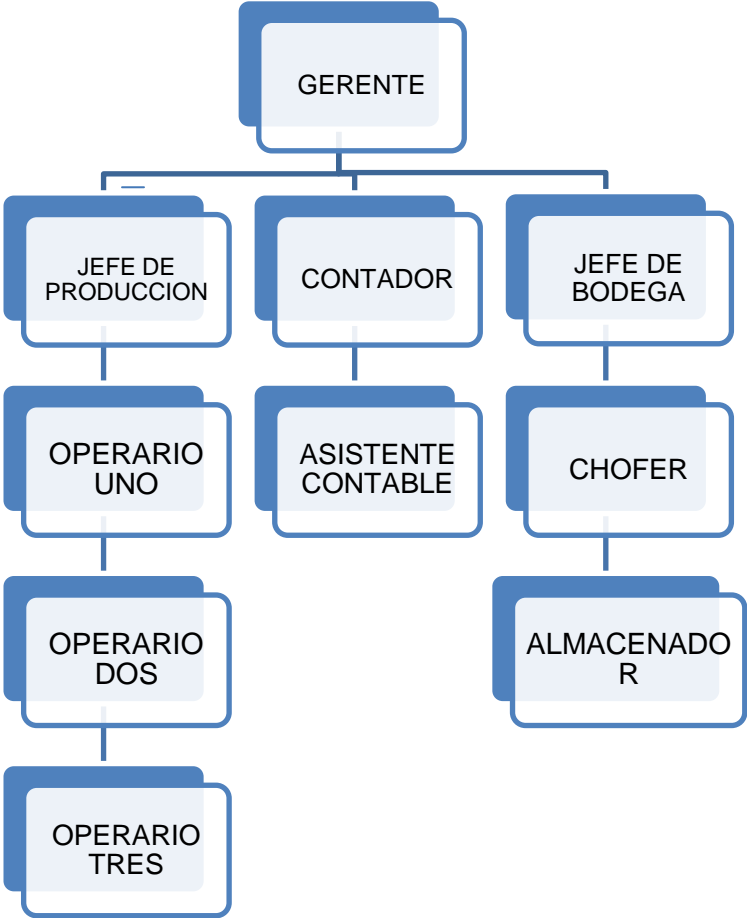 GERENTE
JEFE DE
PRODUCCION
CONTADOR
JEFE DE
BODEGA
OPERARIO
UNO
ASISTENTE
CONTABLE
CHOFER
OPERARIO
DOS
ALMACENADO
R
OPERARIO
TRES